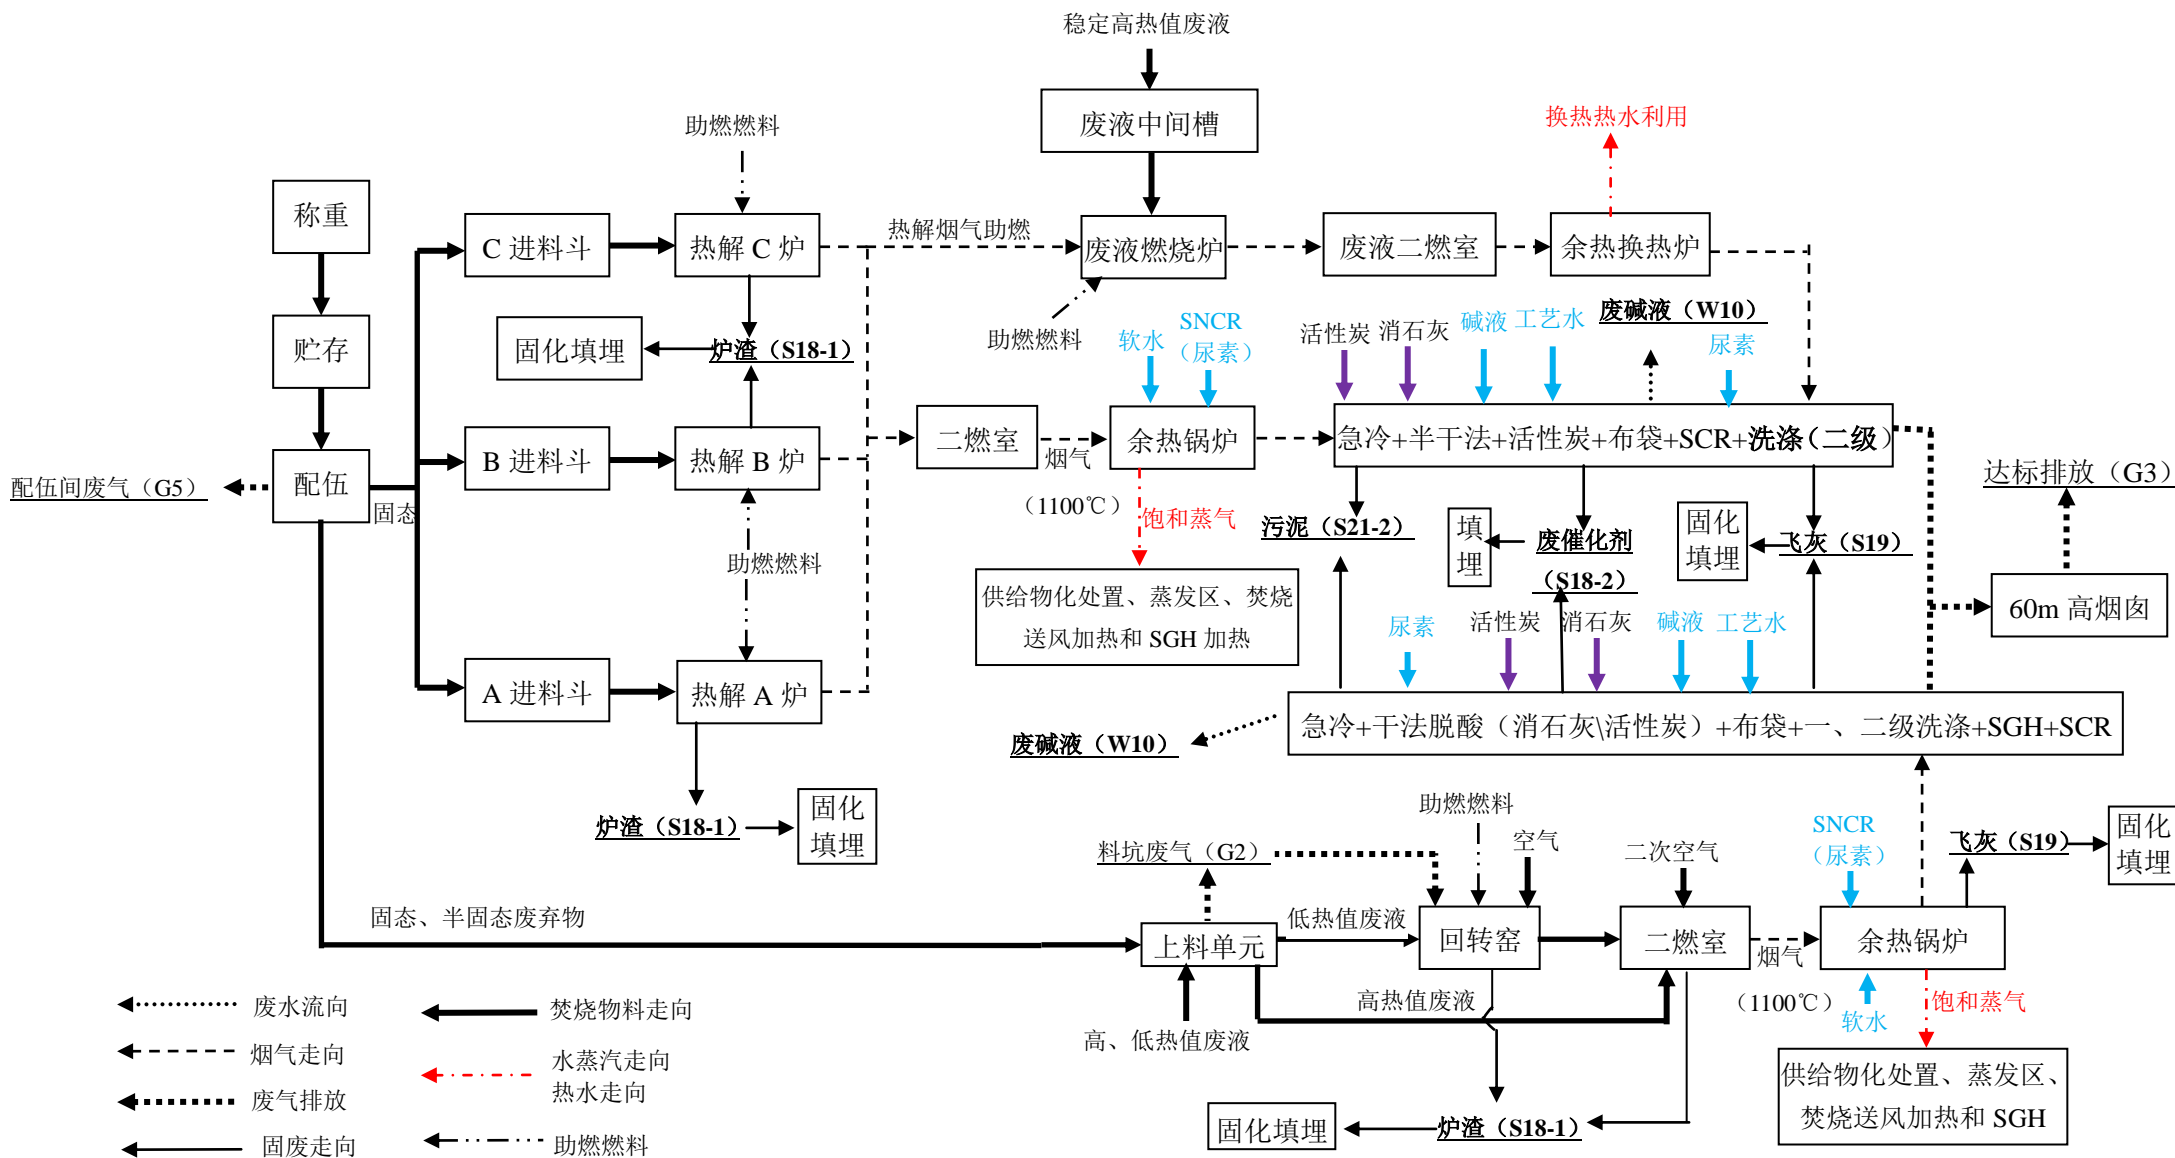 稳定高热值废液
废液中间槽
换热热水利用
助燃燃料
称重
C 进料斗
热解 C 炉
热解烟气助燃
废液燃烧炉
废液二燃室
余热换热炉
贮存
固化填埋
炉渣（S18-1）
助燃燃料
软水
SNCR
（尿素）
活性炭
消石灰
碱液
工艺水
废碱液（W10）
尿素
配伍
B 进料斗
热解 B 炉
二燃室
烟气
余热锅炉
急冷+半干法+活性炭+布袋+SCR+洗涤（二级）
配伍间废气（G5）
固态
（1100℃）
饱和蒸气
污泥（S21-2）
填
埋
废催化剂
（S18-2）
固化
填埋
飞灰（S19）
达标排放（G3）
助燃燃料
供给物化处置、蒸发区、焚烧
送风加热和 SGH 加热
60m 高烟囱
尿素
活性炭
消石灰
碱液
工艺水
A 进料斗
热解 A 炉
急冷+干法脱酸（消石灰\活性炭）+布袋+一、二级洗涤+SGH+SCR
废碱液（W10）
炉渣（S18-1）
固化
填埋
助燃燃料
料坑废气（G2）
空气
二次空气
SNCR
（尿素）
飞灰（S19）
固化
填埋
固态、半固态废弃物
上料单元
低热值废液
回转窑
二燃室
烟气
余热锅炉
高热值废液
（1100℃）
软水
饱和蒸气
高、低热值废液
供给物化处置、蒸发区、
焚烧送风加热和 SGH
固化填埋
炉渣（S18-1）
废水流向
焚烧物料走向
烟气走向
水蒸汽走向
热水走向
废气排放
固废走向
助燃燃料